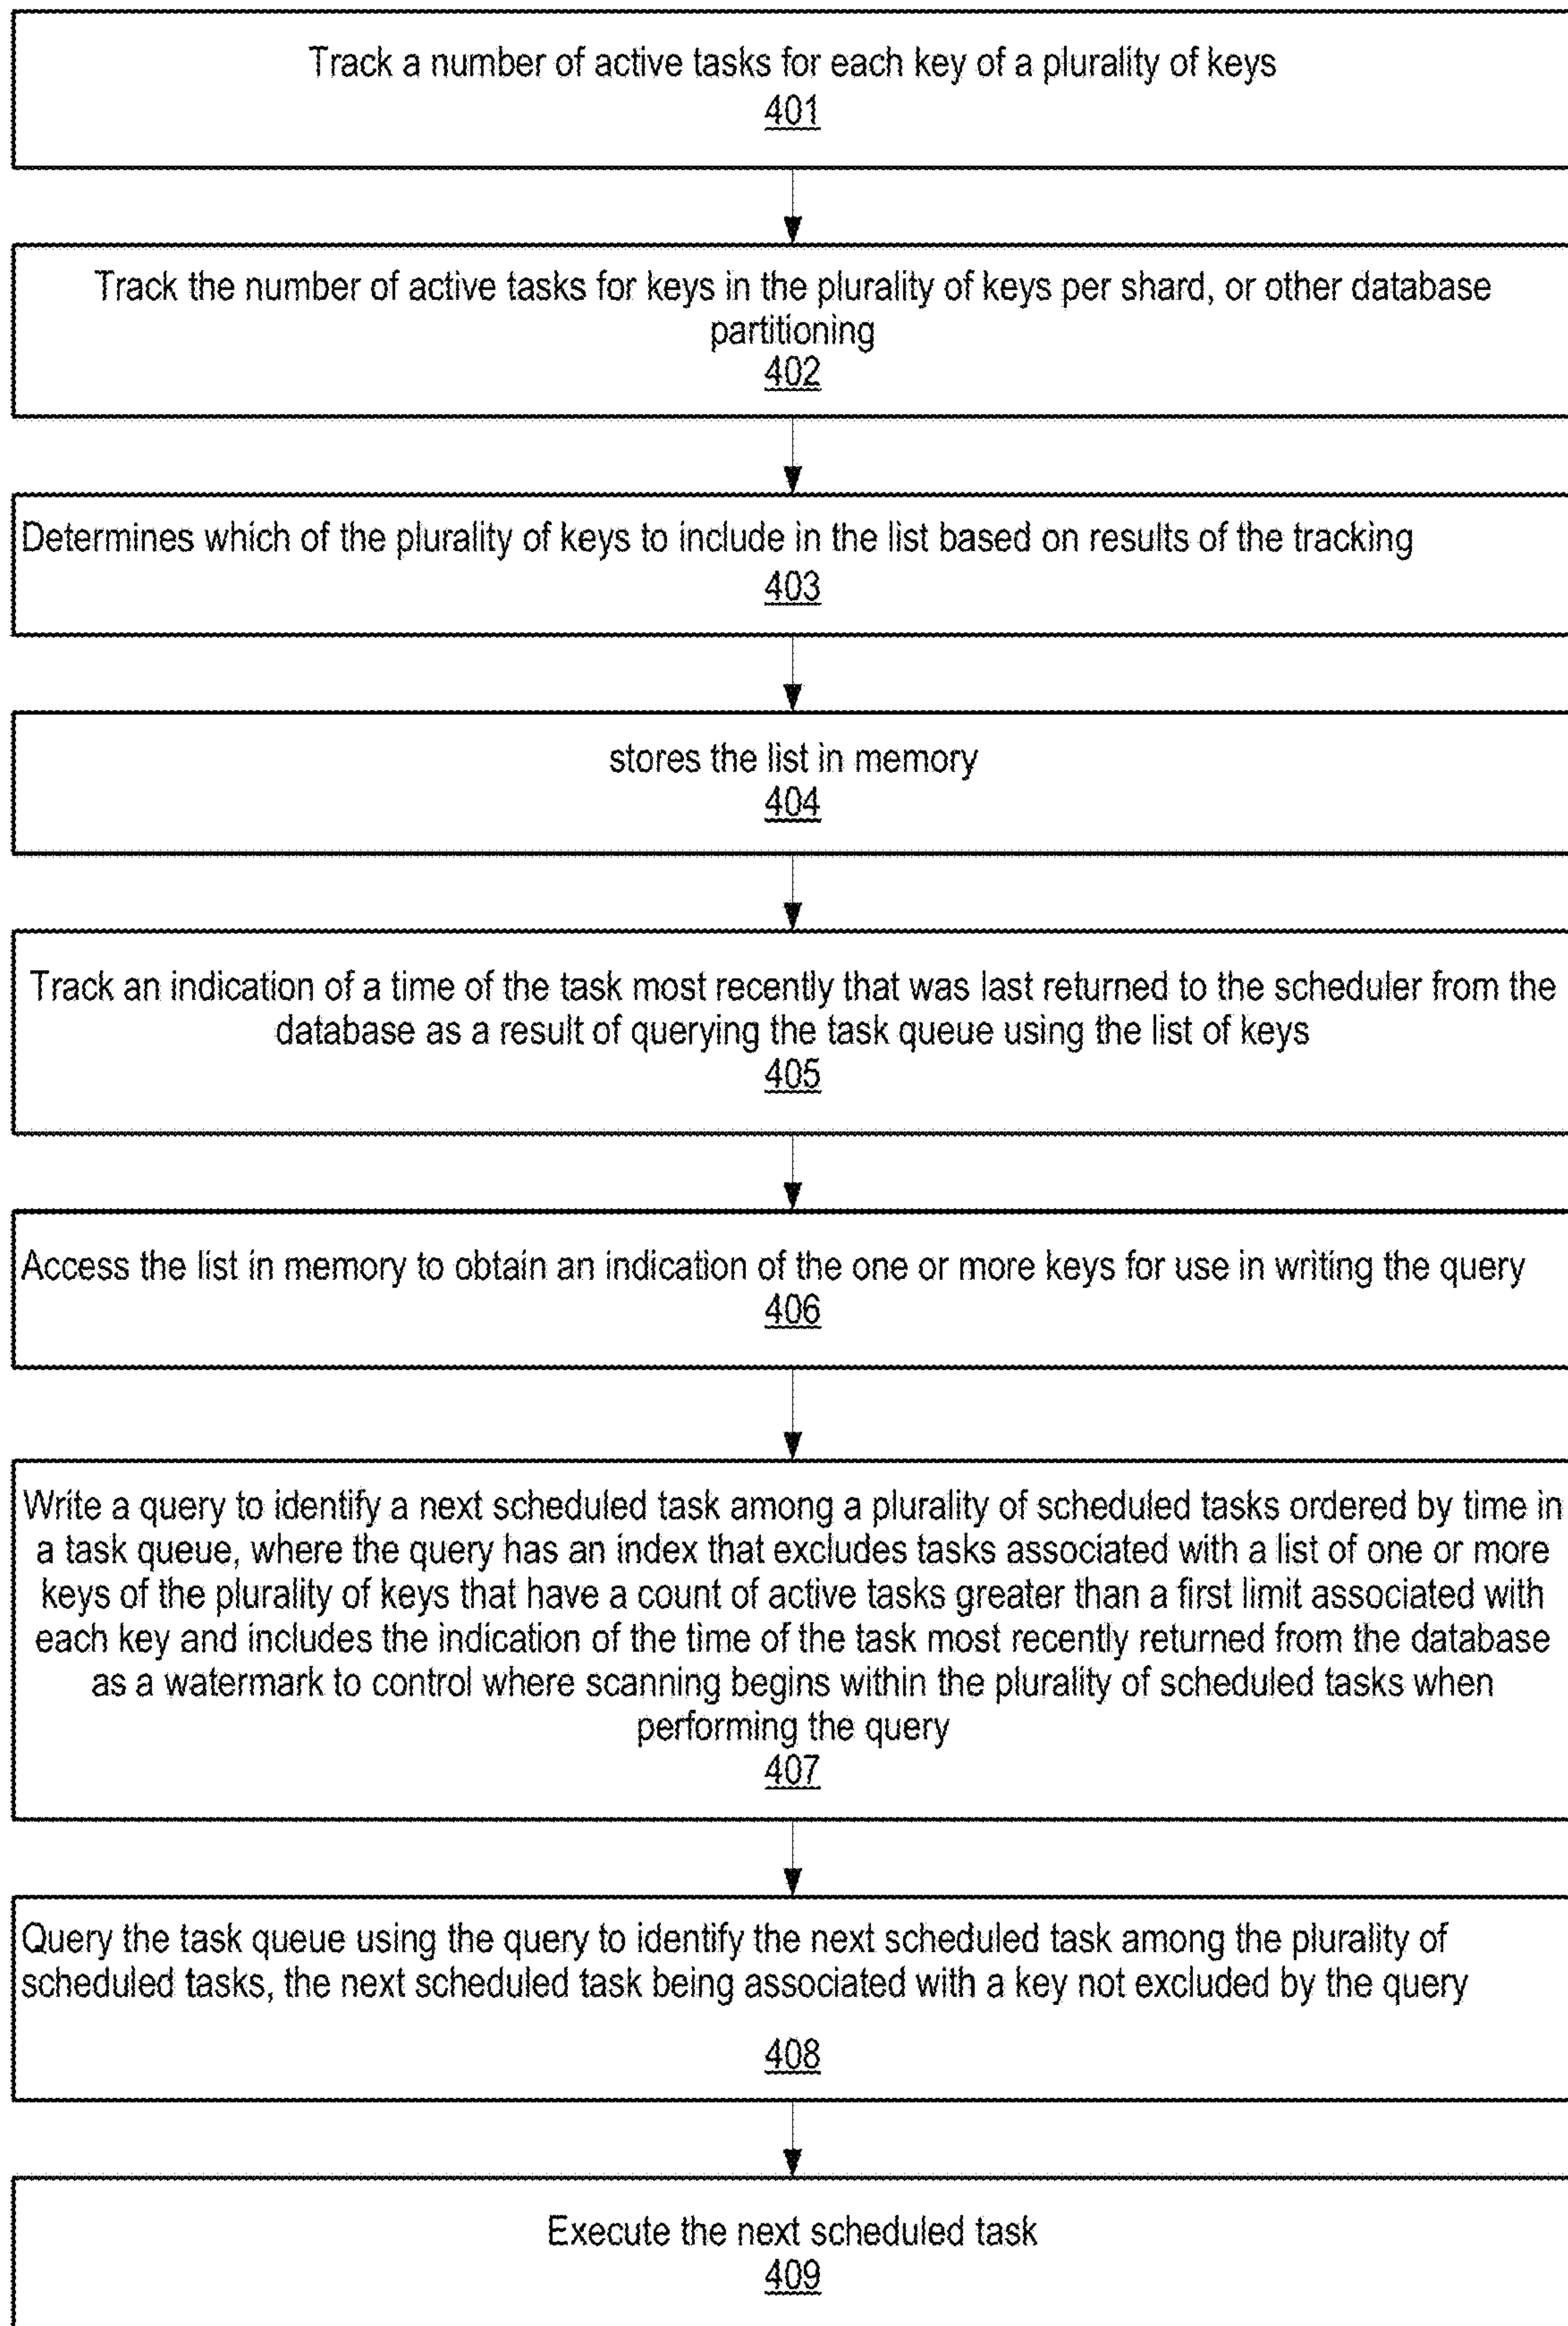 Track a number of active tasks for each key of a plurality of keys
401
Track the number of active tasks for keys in the plurality of keys per shard, or other database
partitioning
402
Determines which of the plurality of keys to include in the list based on results of the tracking
403
stores the list in memory
404
Track an indication of a time of the task most recently that was last returned to the scheduler from the
database as a result of querying the task queue using the list of keys
405
Access the list in memory to obtain an indication of the one or more keys for use in writing the query
406
Write a query to identify a next scheduled task among a plurality of scheduled tasks ordered by time in
a task queue, where the query has an index that excludes tasks associated with a list of one or more
keys of the plurality of keys that have a count of active tasks greater than a first limit associated with
each key and includes the indication of the time of the task most recently returned from the database
as a watermark to control where scanning begins within the plurality of scheduled tasks when
performing the query
407
Query the task queue using the query to identify the next scheduled task among the plurality of
scheduled tasks, the next scheduled task being associated with a key not excluded by the query
408
Execute the next scheduled task
409